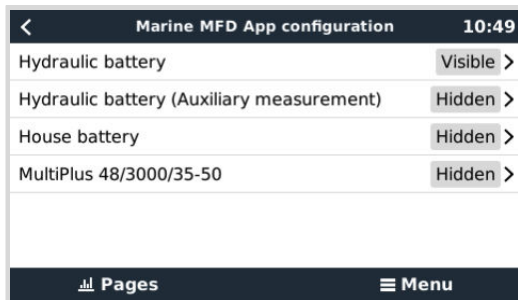 Marine MFD App configuration 10:49
Hydraulic battery Visible
Hydraulic battery (Auxiliary measurement) Hidden
House battery Hidden
MultiPlus 48/3000/35-50 Hidden
Pages Menu